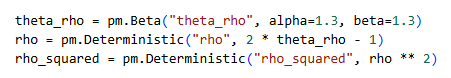 theta_rho = pm.Beta("theta_rho", alpha=1.3, beta=1.3)
rho = pm.Deterministic("rho", 2 * theta_rho - 1)
rho_squared = pm.Deterministic("rho_squared", rho ** 2)